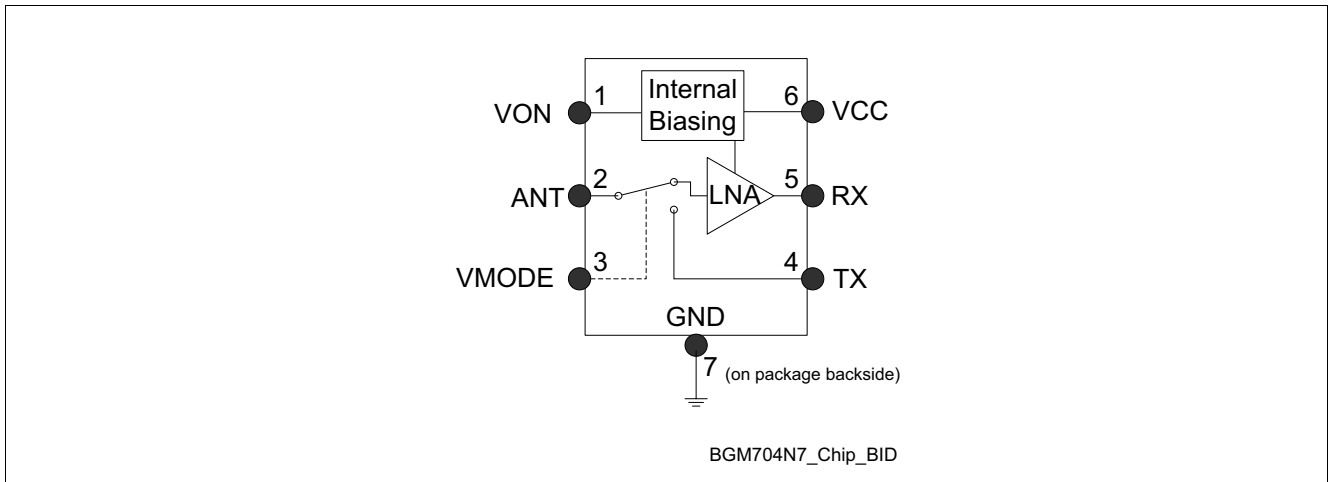 Internal
Biasing
VON
1
6
VCC
ANT
2
LNA
5
RX
VMODE
3
4
TX
GND
7 (on package backside)
BGM704N7_Chip_BID